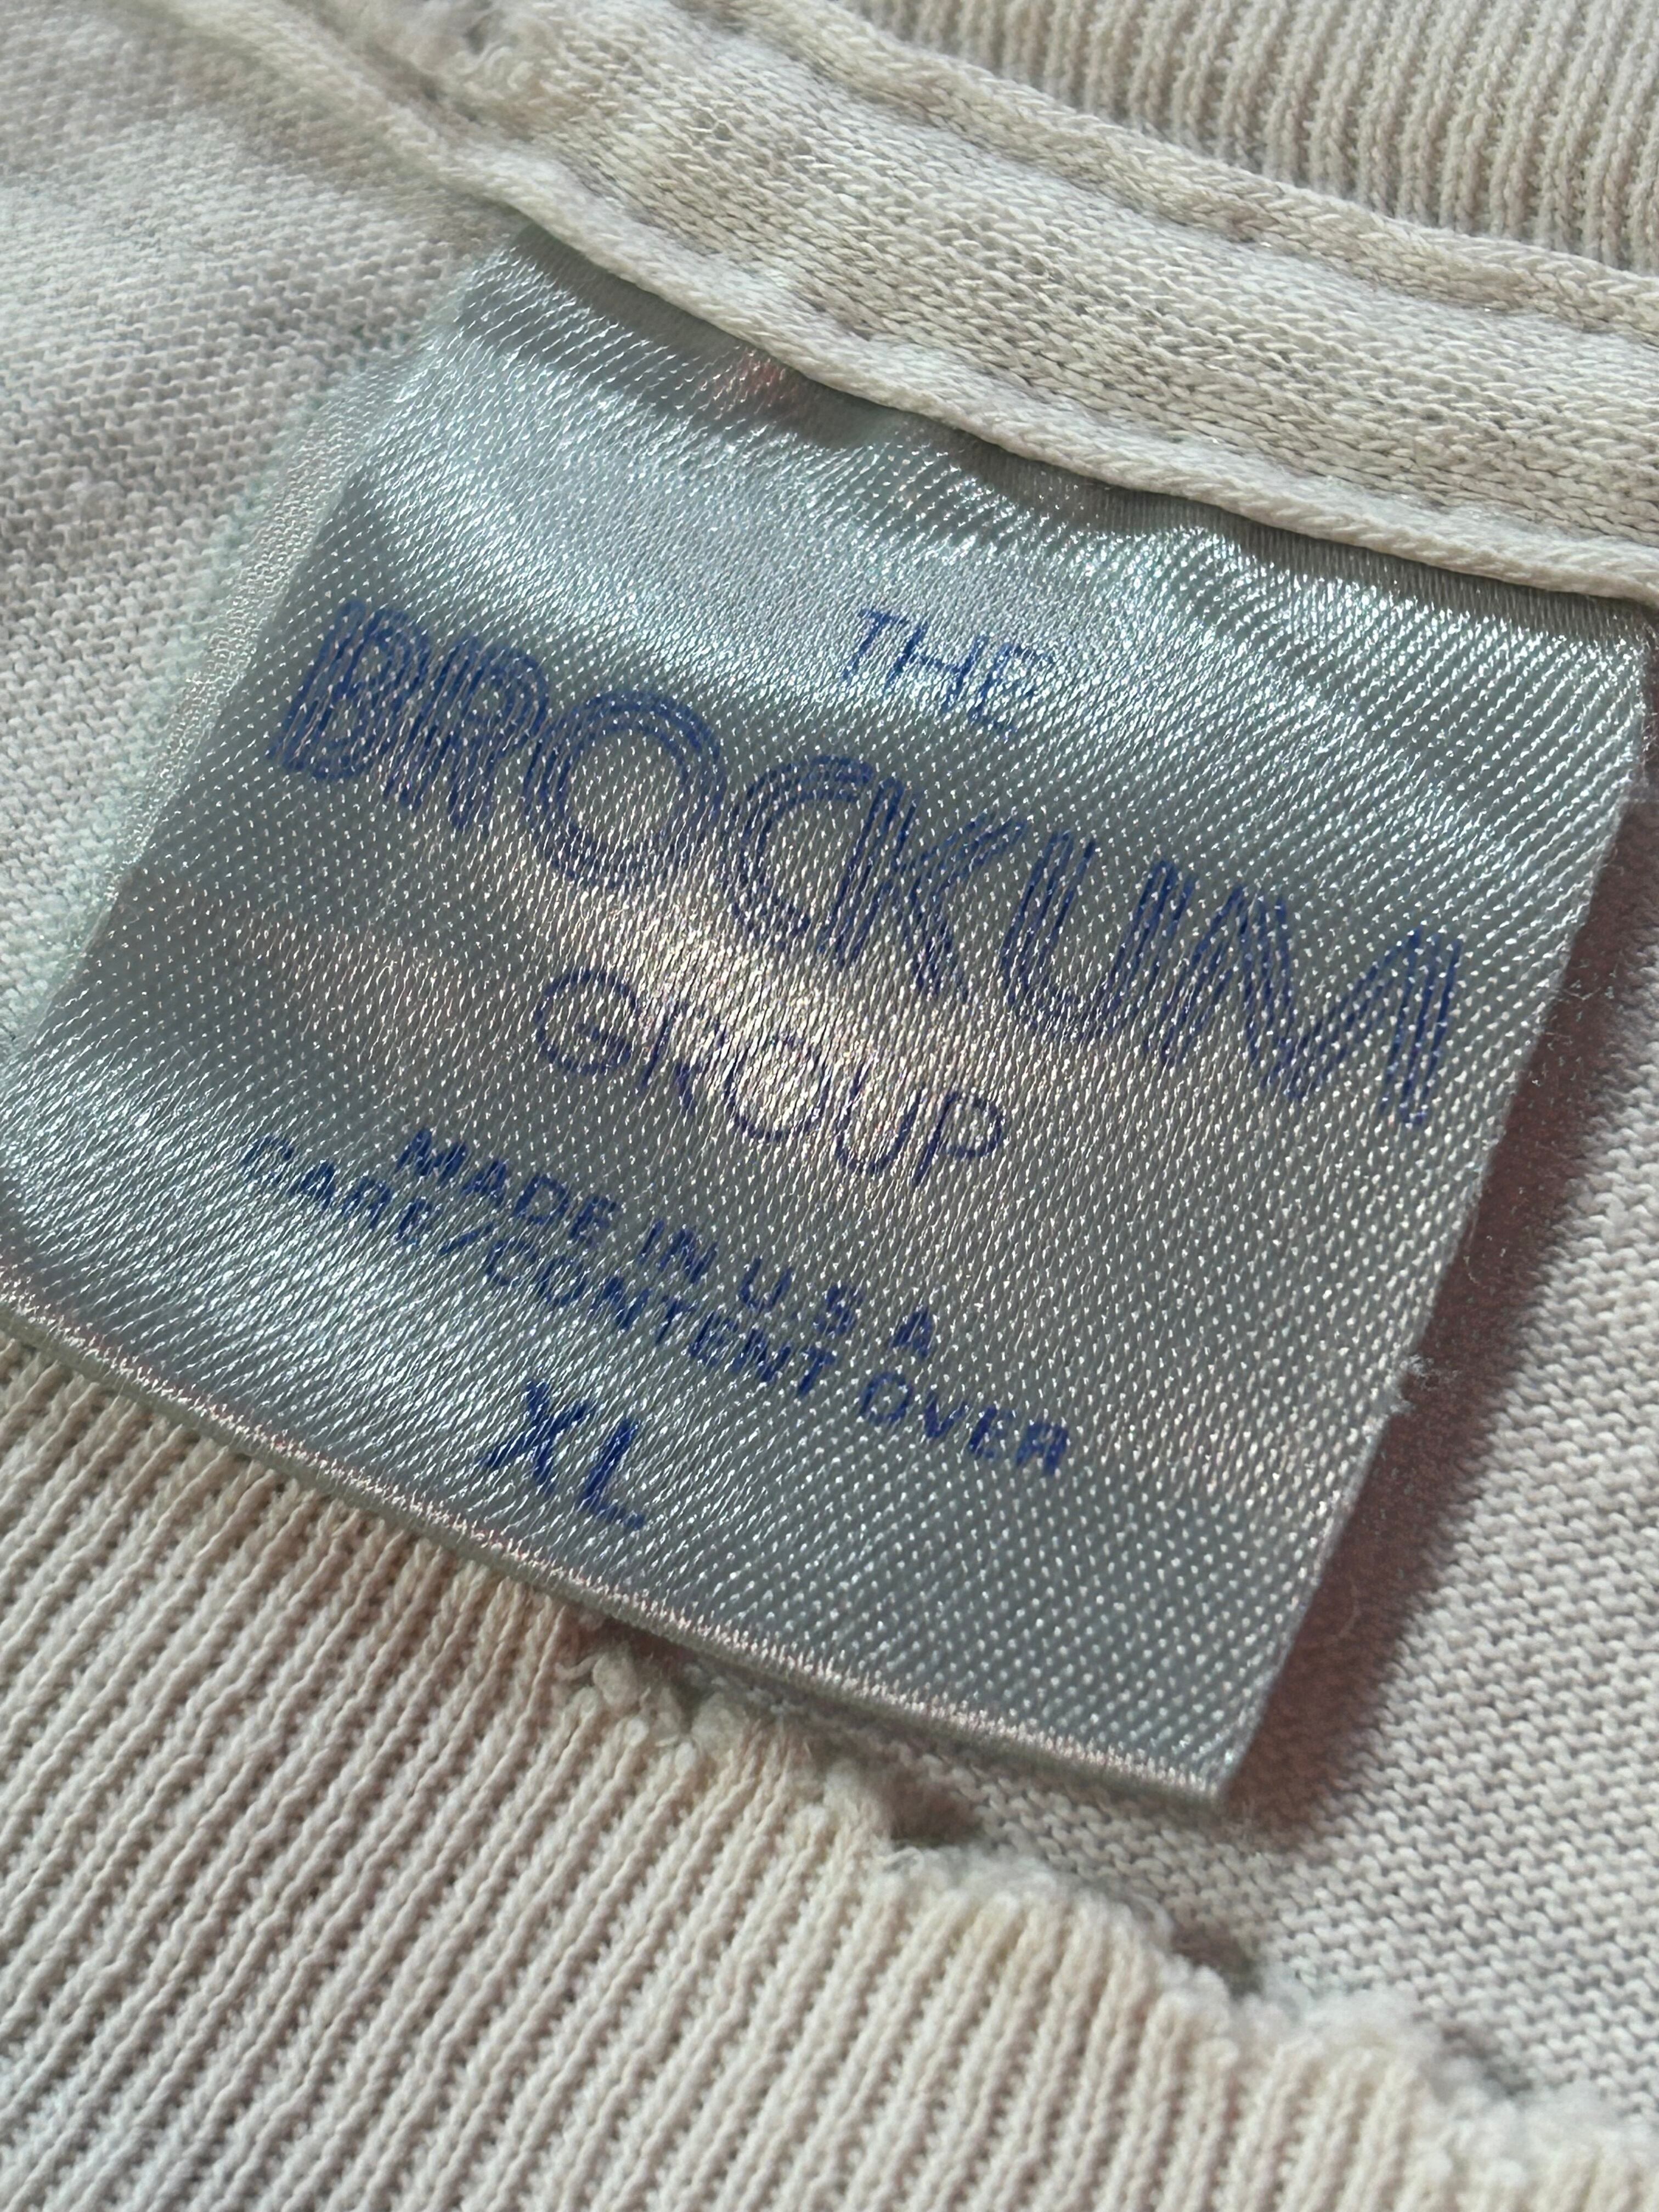 THE
BROCKUM
GROUP
MADE IN U.S.A.
CARE/CONTENT OVER
XL